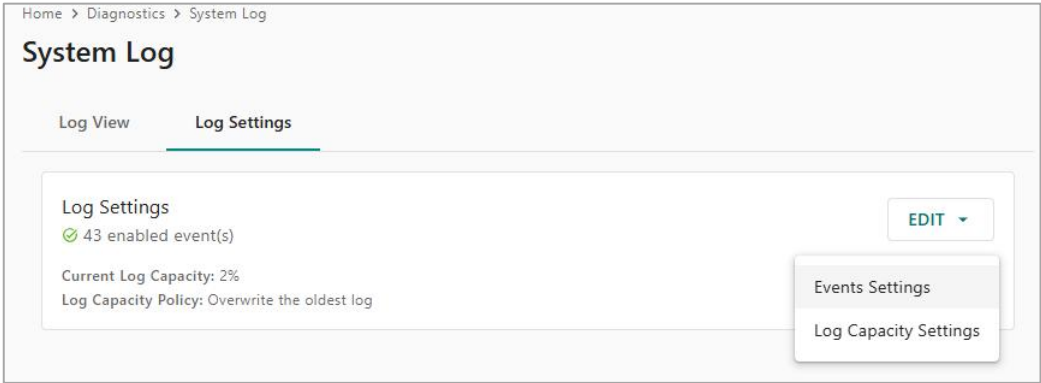 Home > Diagnostics > System Log
System Log
Log View Log Settings
Log Settings
EDIT
43 enabled event(s)
Current Log Capacity: 2%
Log Capacity Policy: Overwrite the oldest log
Events Settings
Log Capacity Settings